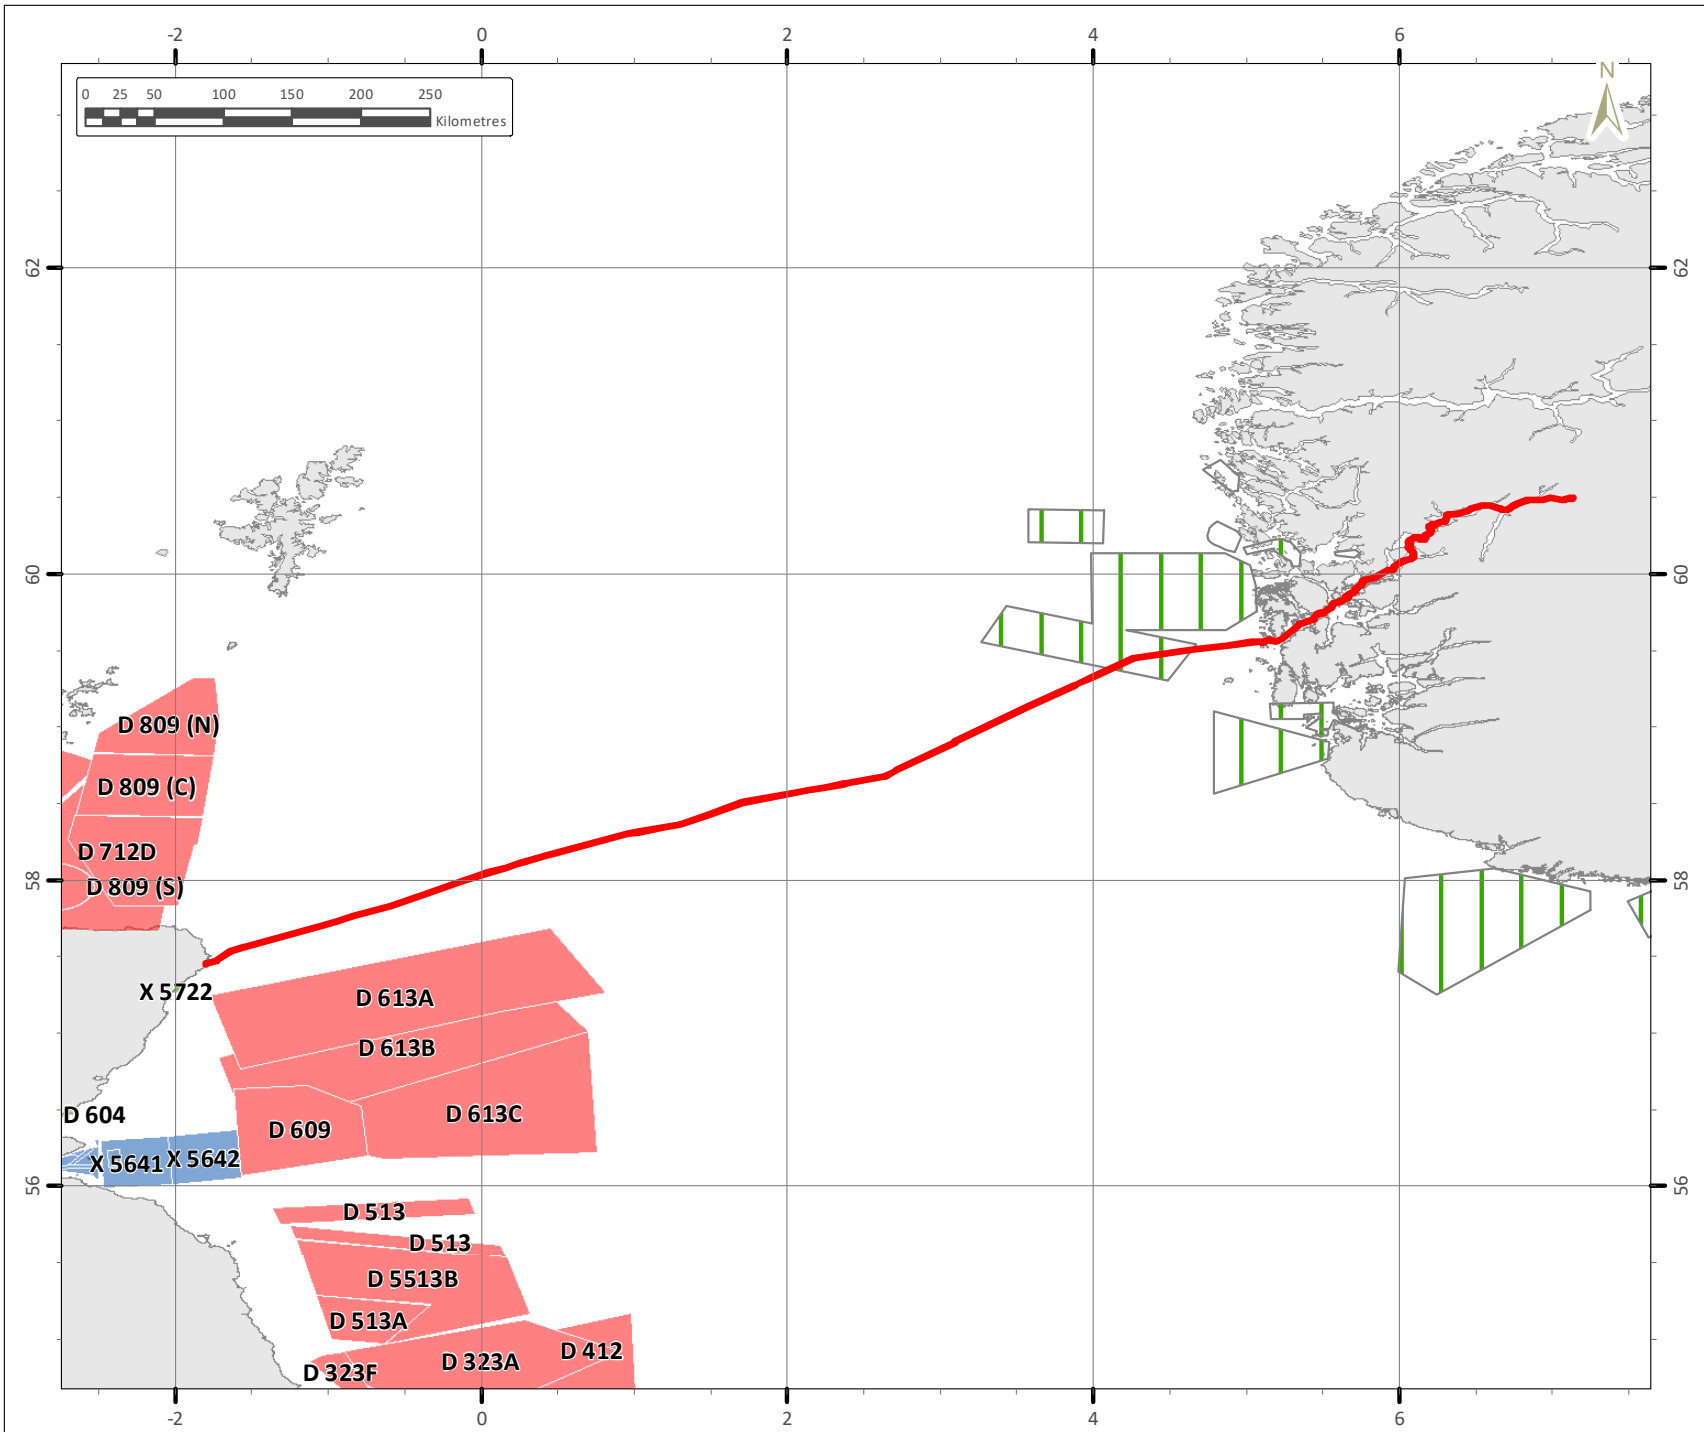 -2 0 2 4 6
N
0 25 50 100 150 200 250
Kilometres
62 62
60 60
D 809 (N)
D 809 (C)
D 712D
58 D 809 (S) 58
X 5722
D 613A
D 613B
D 604
D 613C
D 609
X 5641 X 5642
56 56
D 513
D 513
D 5513B
D 513A
D 412
D 323A
D 323F
-2 0 2 4 6